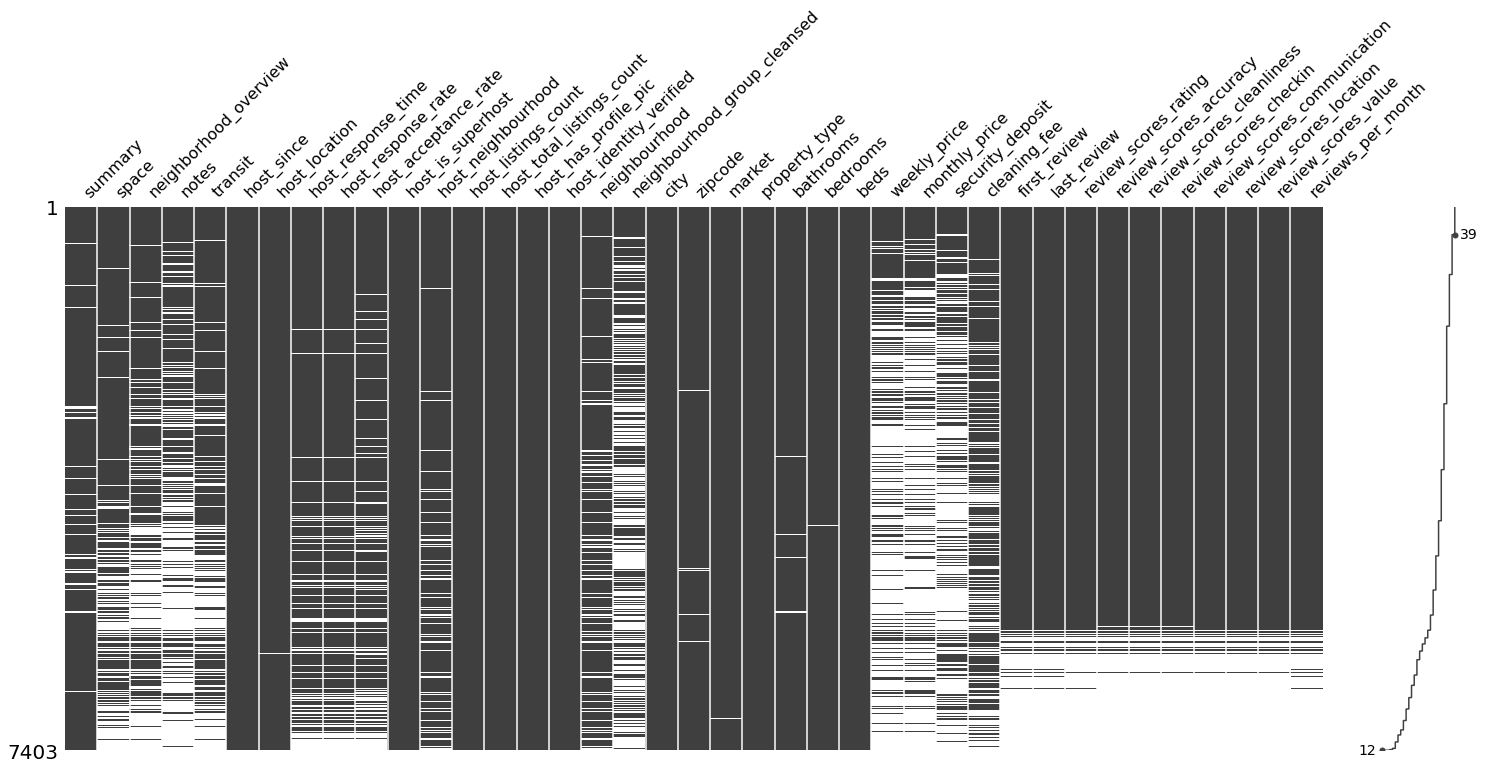 summary
space
neighborhood_overview
notes
transit
host_since
host_location
host_response_time
host_response_rate
host_acceptance_rate
host_is_superhost
host_neighbourhood
host_listings_count
host_total_listings_count
host_has_profile_pic
host_identity_verified
neighbourhood
neighbourhood_group_cleansed
city
zipcode
market
property_type
bathrooms
bedrooms
beds
weekly_price
monthly_price
security_deposit
cleaning_fee
first_review
last_review
review_scores_rating
review_scores_accuracy
review_scores_cleanliness
review_scores_checkin
review_scores_communication
review_scores_location
review_scores_value
reviews_per_month
1
39
7403
12